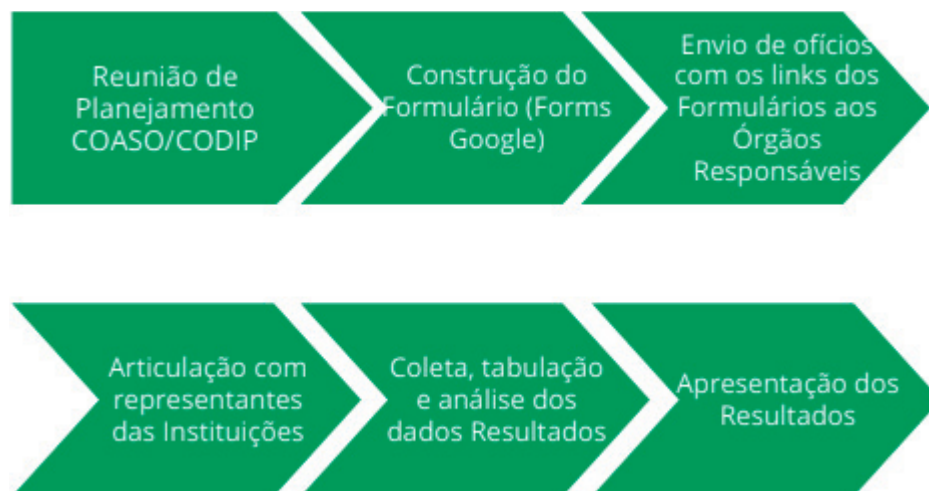 Reunião de
Planejamento
COASO/CODIP
Construção do
Formulário (Forms
Google)
Envio de ofícios
com os links dos
Formulários aos
Órgãos
Responsáveis
Articulação com
representantes
das Instituições
Coleta, tabulação
e análise dos
dados Resultados
Apresentação dos
Resultados